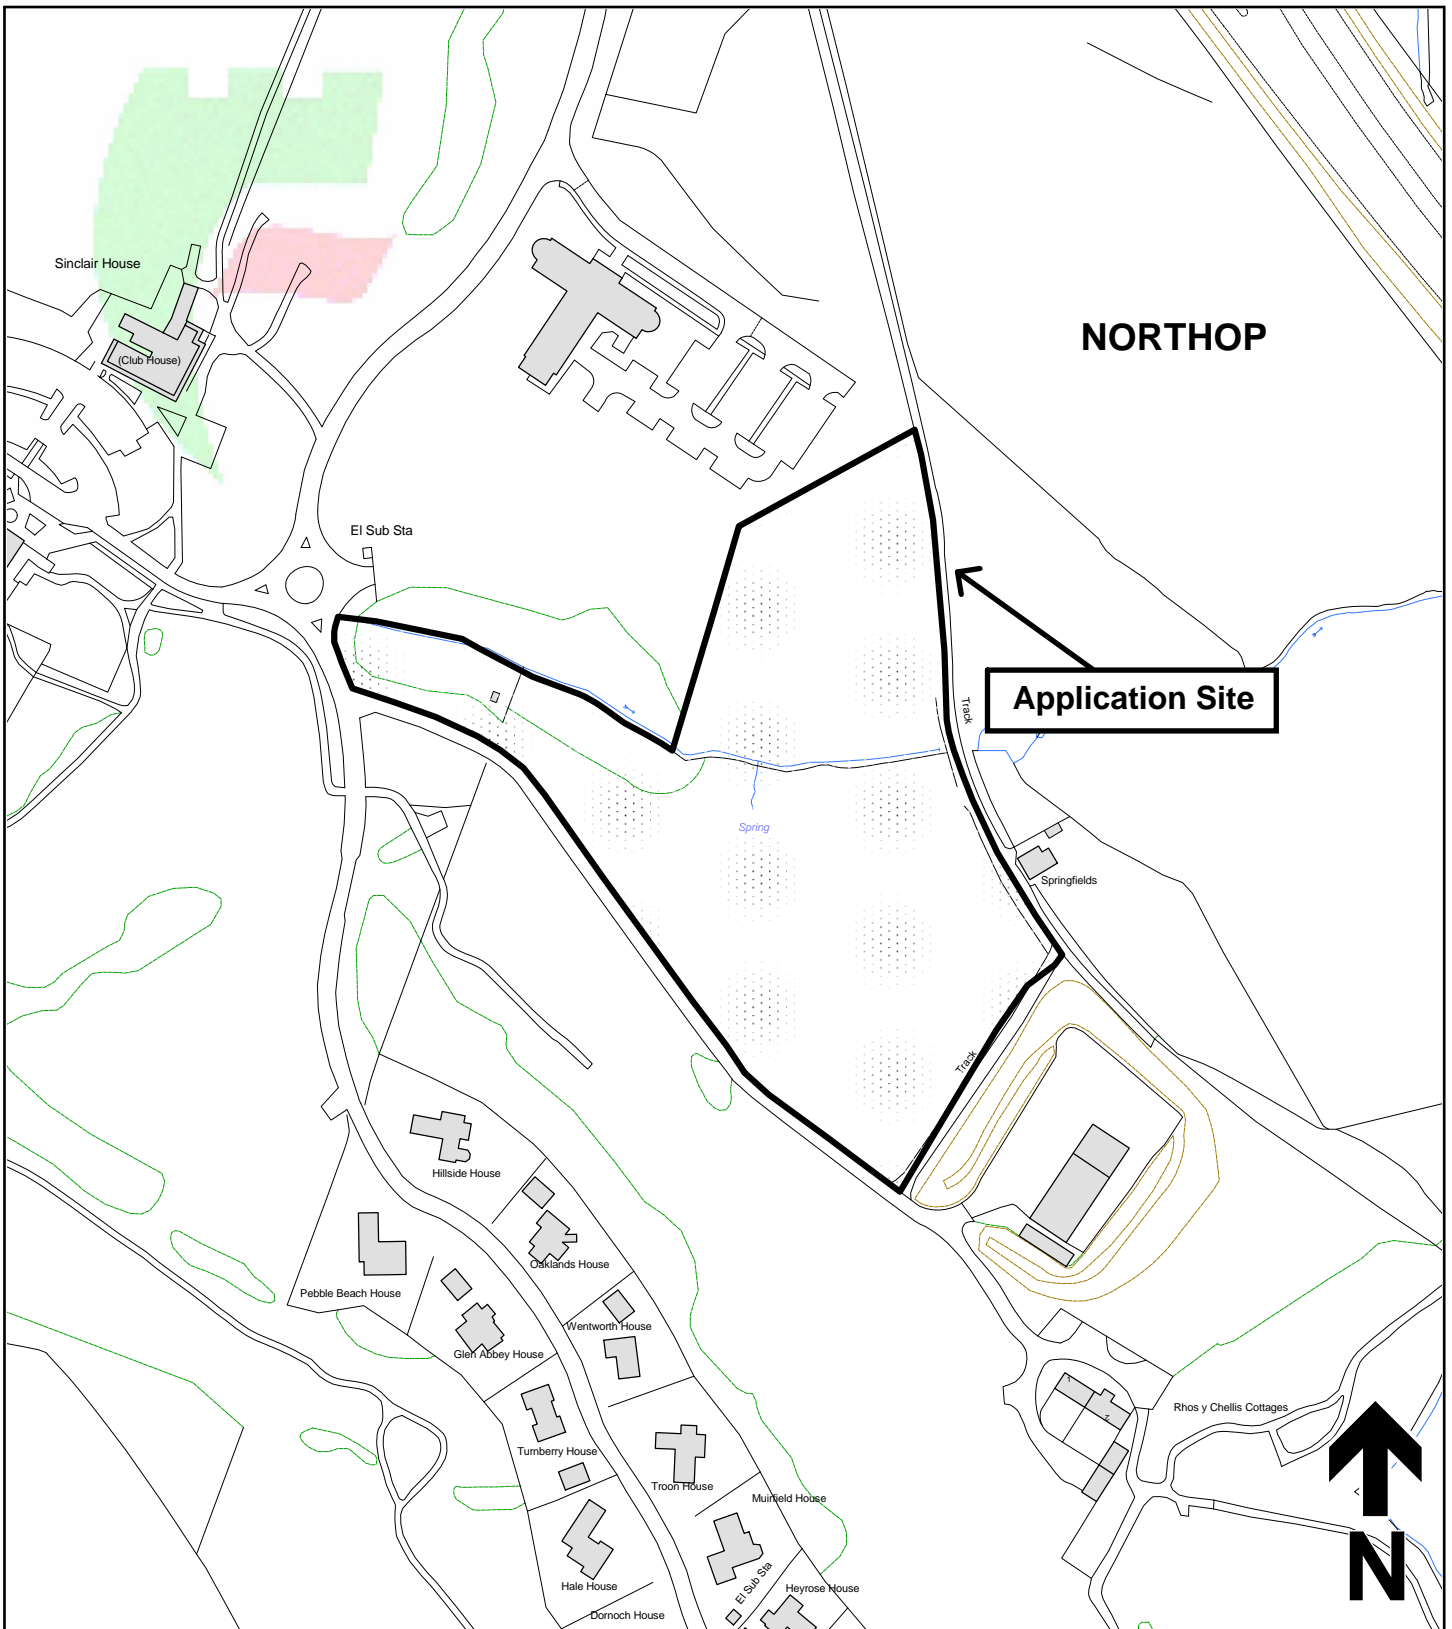 Sinclair House
(Club House)
NORTHOP
El Sub Sta
Application Site
Track
Spring
Springfields
Track
Hillside House
Oaklands House
Pebble Beach House
Wentworth House
Glen Abbey House
Rhos y Chellis Cottages
1
4
Turnberry House
Troon House
Muirfield House
El Sub Sta
Hale House
Heyrose House
Dornoch House
N